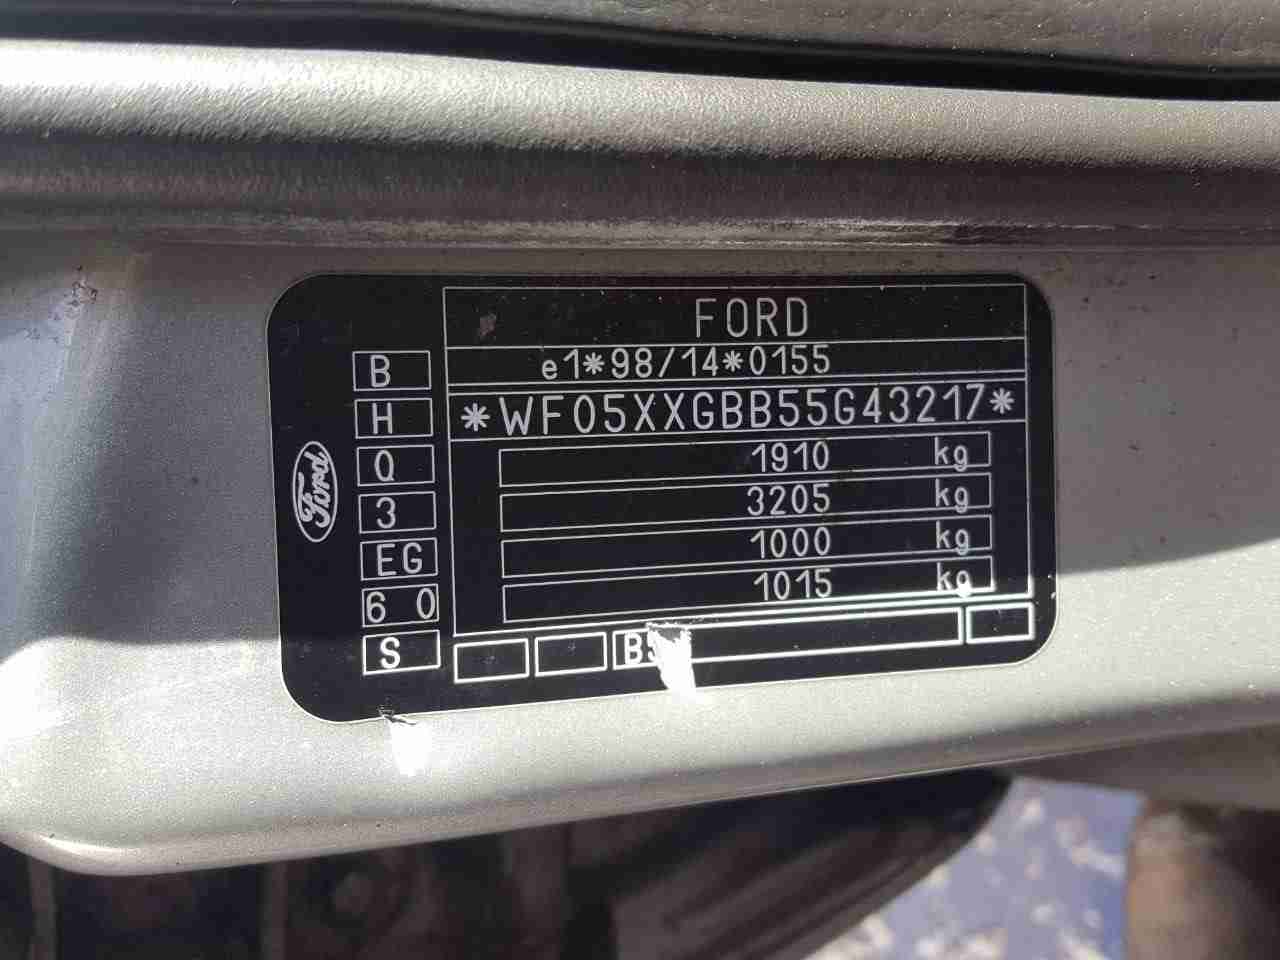 FORD
B
e1*98/14*0155
H
*WF05XXGBB55G43217*
Q
1910 kg
3
3205 kg
EG
1000 kg
6 0
1015 kg
S
Ford